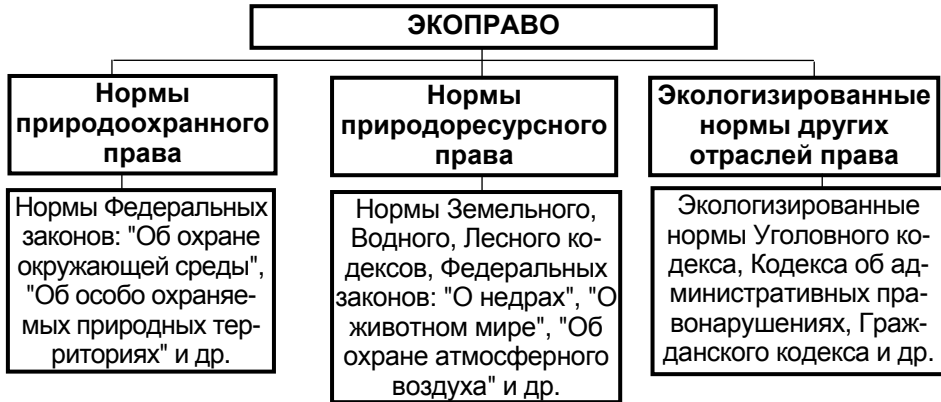 ЭКОПРАВО
Нормы
природоохранного
права
Нормы
природоресурсного
права
Экологизированные
нормы других
отраслей права
Нормы Федеральных
законов: "Об охране
окружающей среды",
"Об особо охраняе-
мых природных тер-
риториях" и др.
Нормы Земельного,
Водного, Лесного ко-
дексов, Федеральных
законов: "О недрах", "О
животном мире", "Об
охране атмосферного
воздуха" и др.
Экологизированные
нормы Уголовного ко-
декса, Кодекса об ад-
министративных пра-
вонарушениях, Граж-
данского кодекса и др.